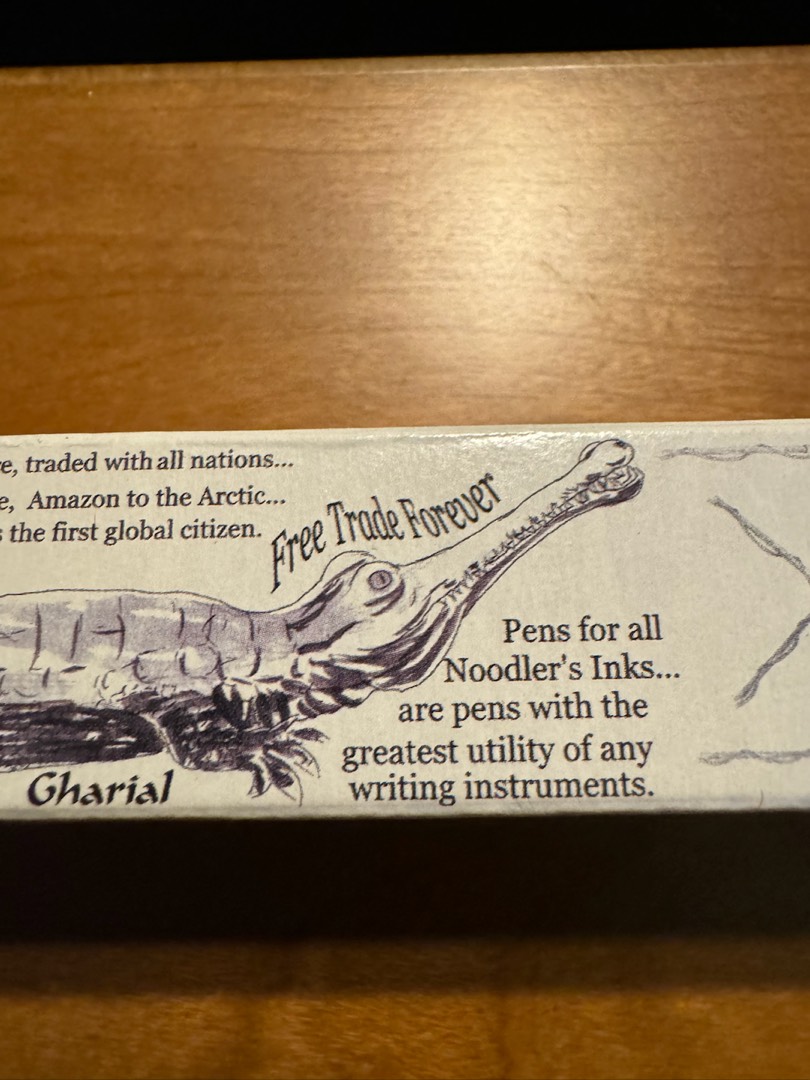 e, traded with all nations...
e, Amazon to the Arctic...
s the first global citizen.
Free Trade Forever
Pens for all
Noodler's Inks...
are pens with the
greatest utility of any
writing instruments.
Gharial